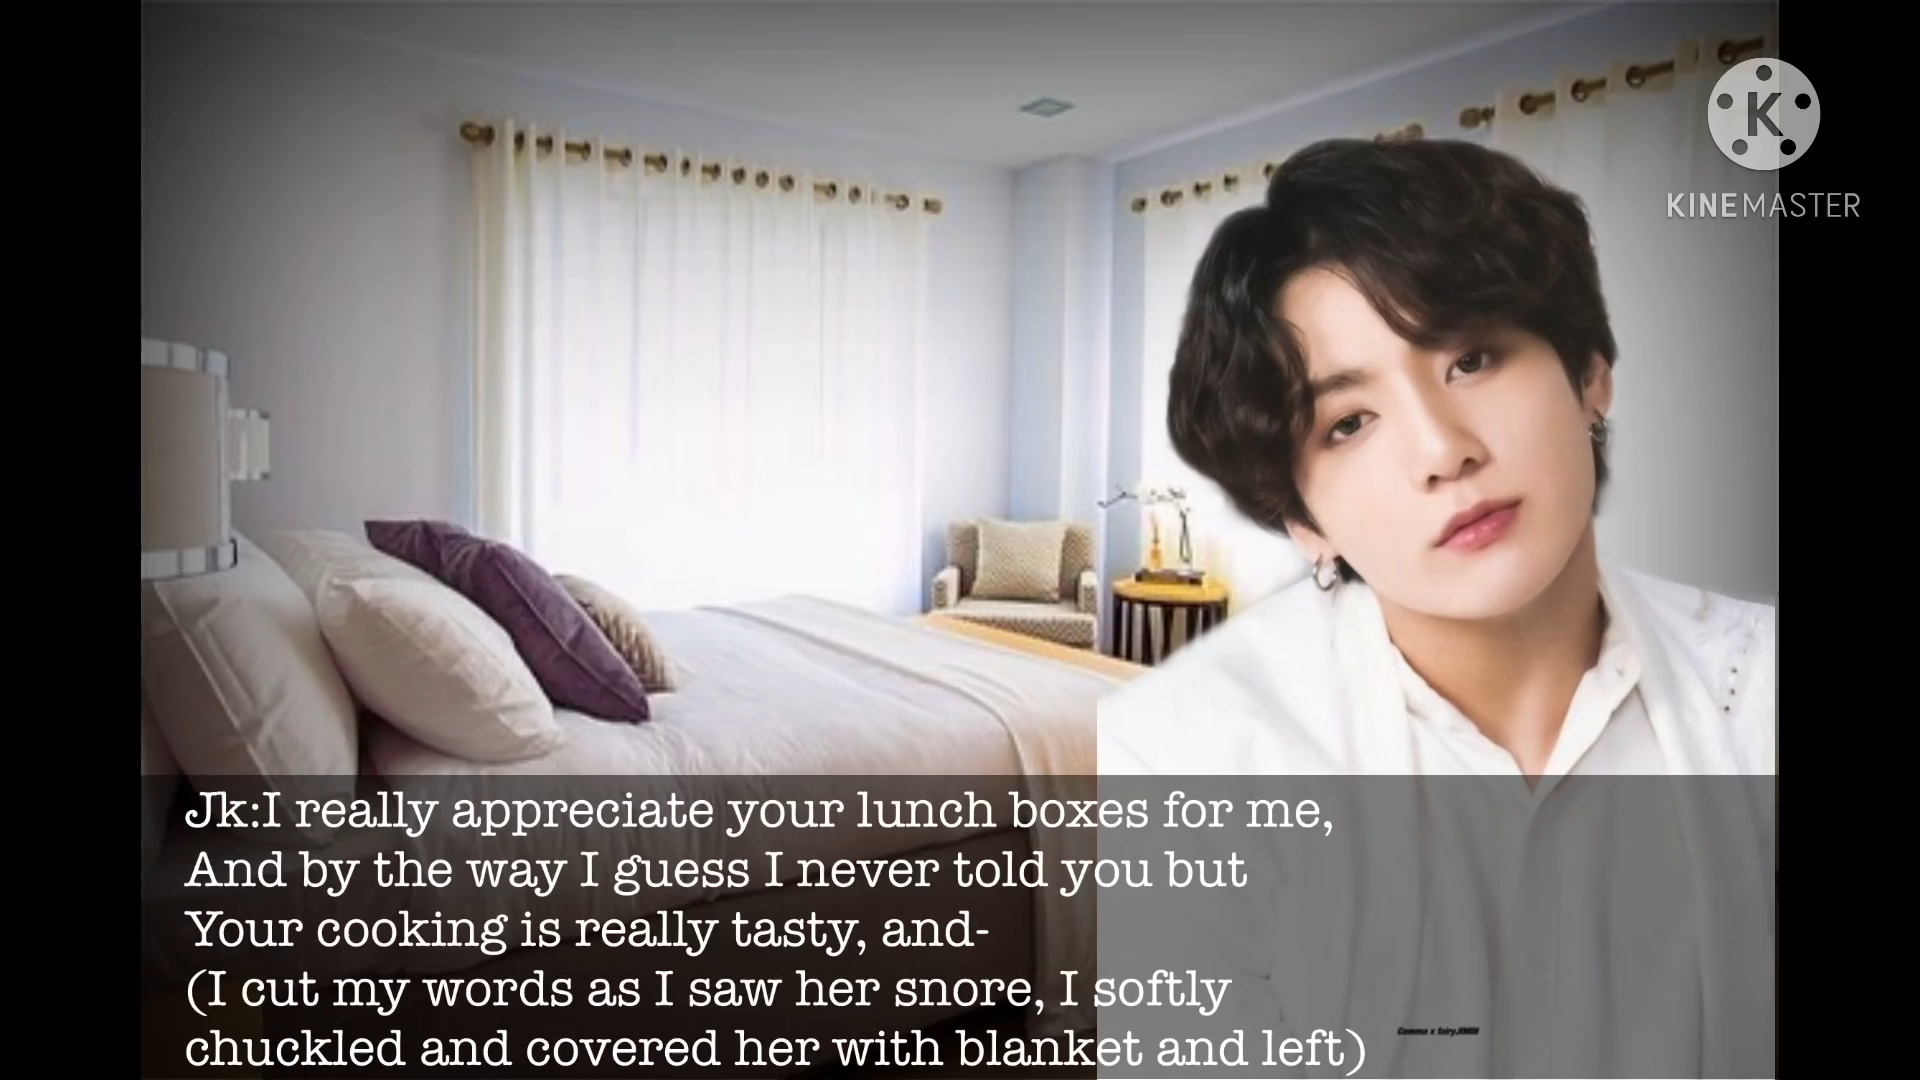 K
KINEMASTER
Jk:I really appreciate your lunch boxes for me,
And by the way I guess I never told you but
Your cooking is really tasty, and-
(I cut my words as I saw her snore, I softly
chuckled and covered her with blanket and left)
Gamma x fairyJIMIN